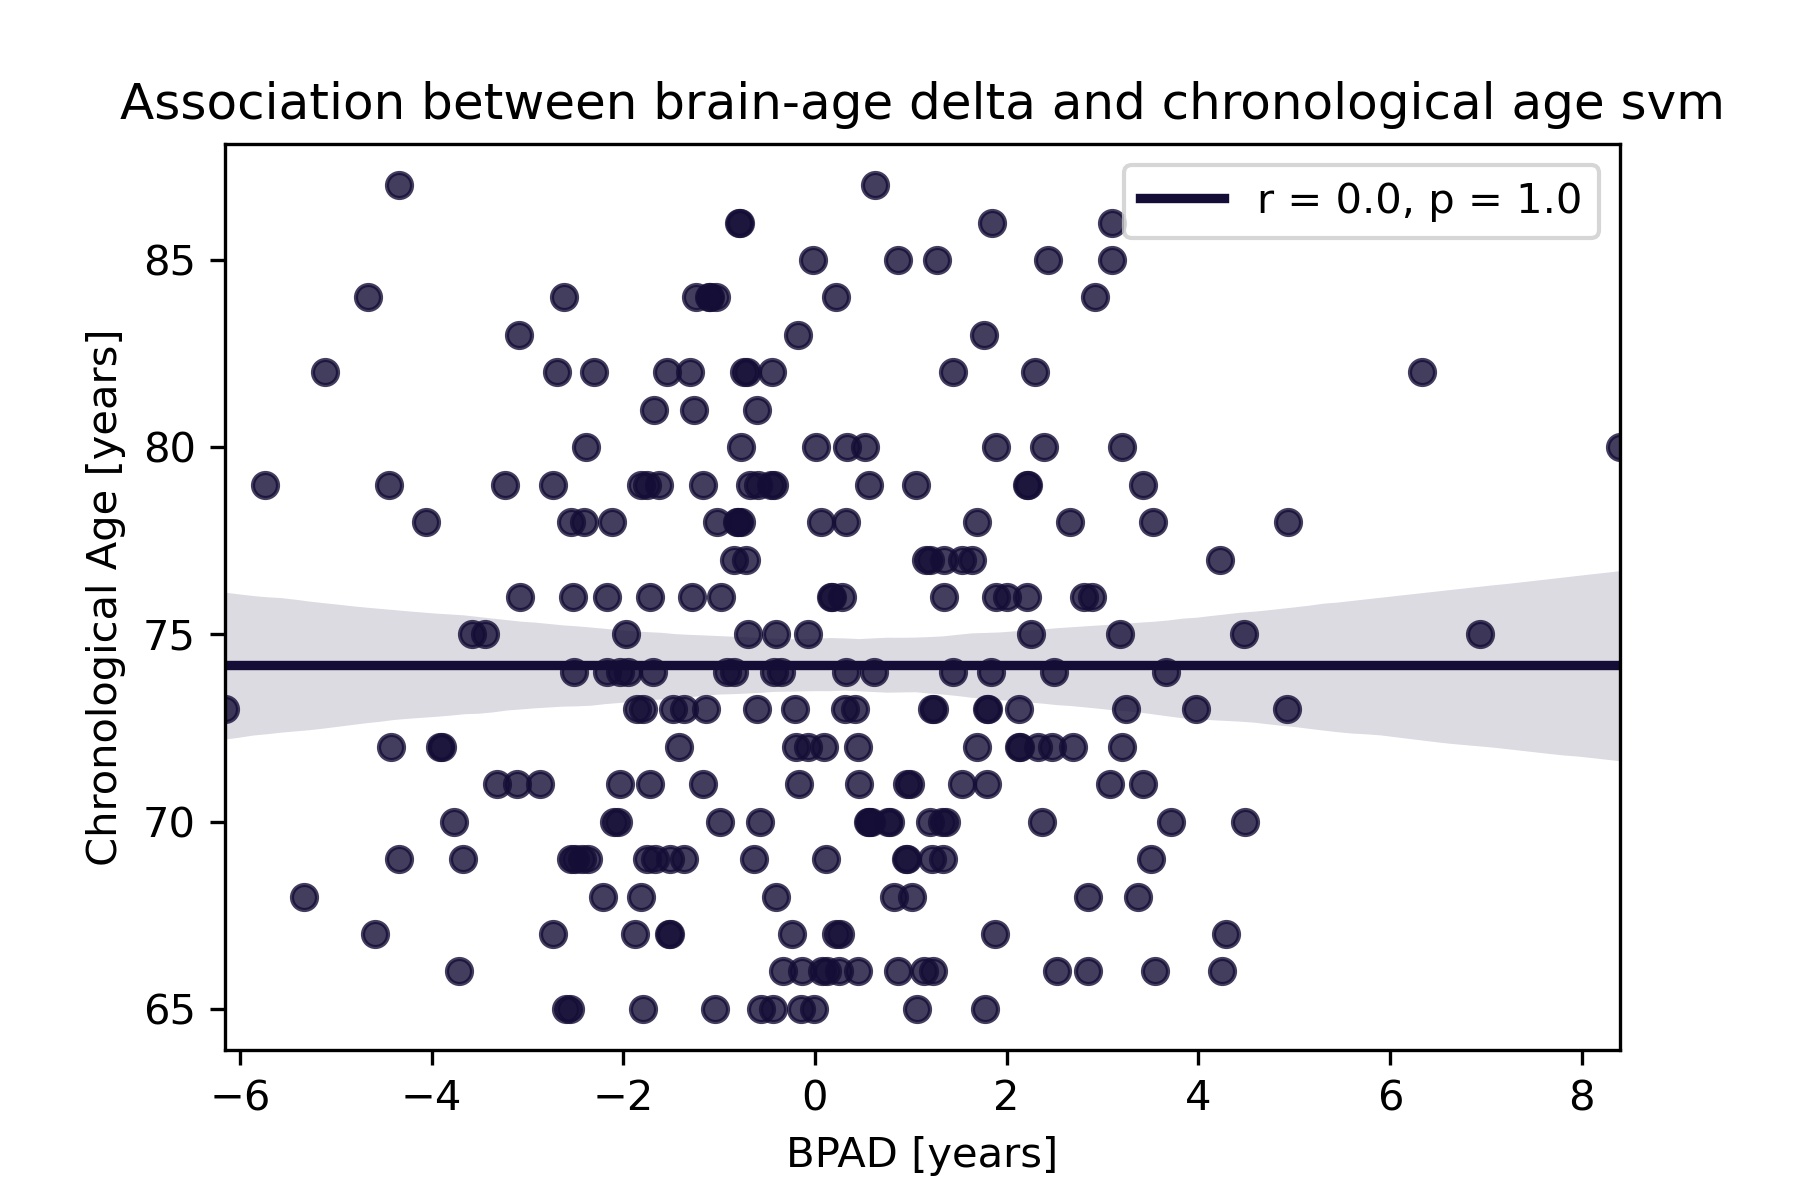 Association between brain-age delta and chronological age svm
r = 0.0, p = 1.0
Chronological Age [years]
85
80
75
70
65
−6 −4 −2 0 2 4 6 8
BPAD [years]